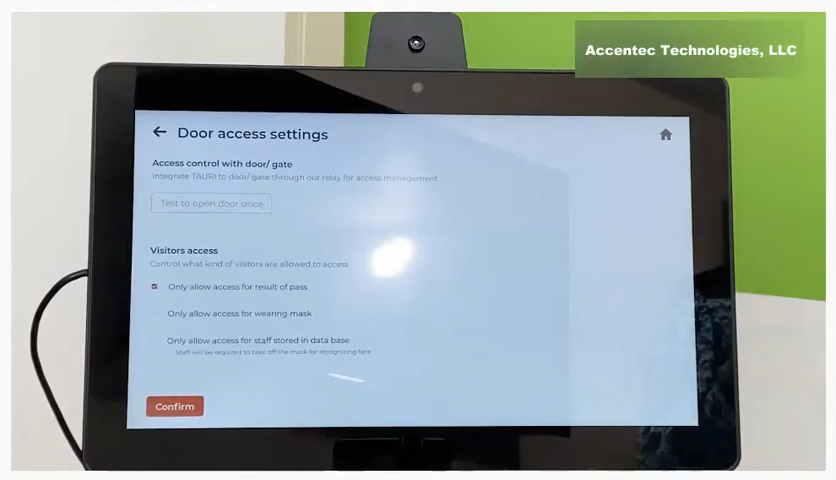 Accentec Technologies, LLC
Door access settings
Access control with door/ gate
Integrate TAURI to door/ gate through our relay for access management
Test to open door once
Visitors access
Control what kind of visitors are allowed to access
Only allow access for result of pass
Only allow access for wearing mask
Only allow access for staff stored in data base
Staff will be required to take off the mask for recognizing face
Confirm